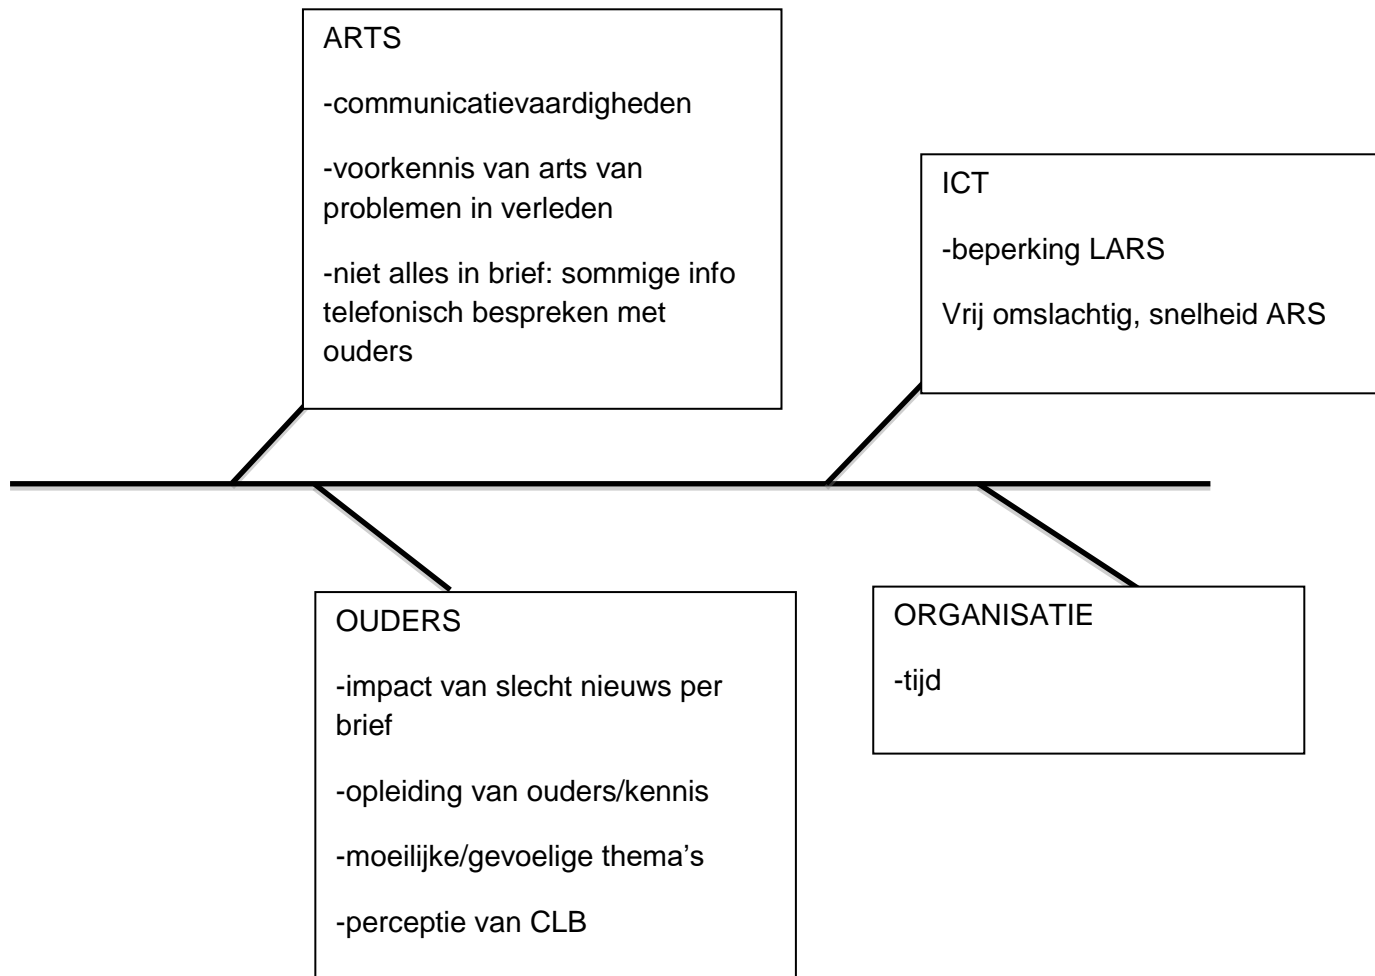 ARTS
-communicatievaardigheden
-voorkennis van arts van
problemen in verleden
-niet alles in brief: sommige info
telefonisch bespreken met
ouders
ICT
-beperking LARS
Vrij omslachtig, snelheid ARS
OUDERS
-impact van slecht nieuws per
brief
-opleiding van ouders/kennis
-moeilijke/gevoelige thema’s
-perceptie van CLB
ORGANISATIE
-tijd